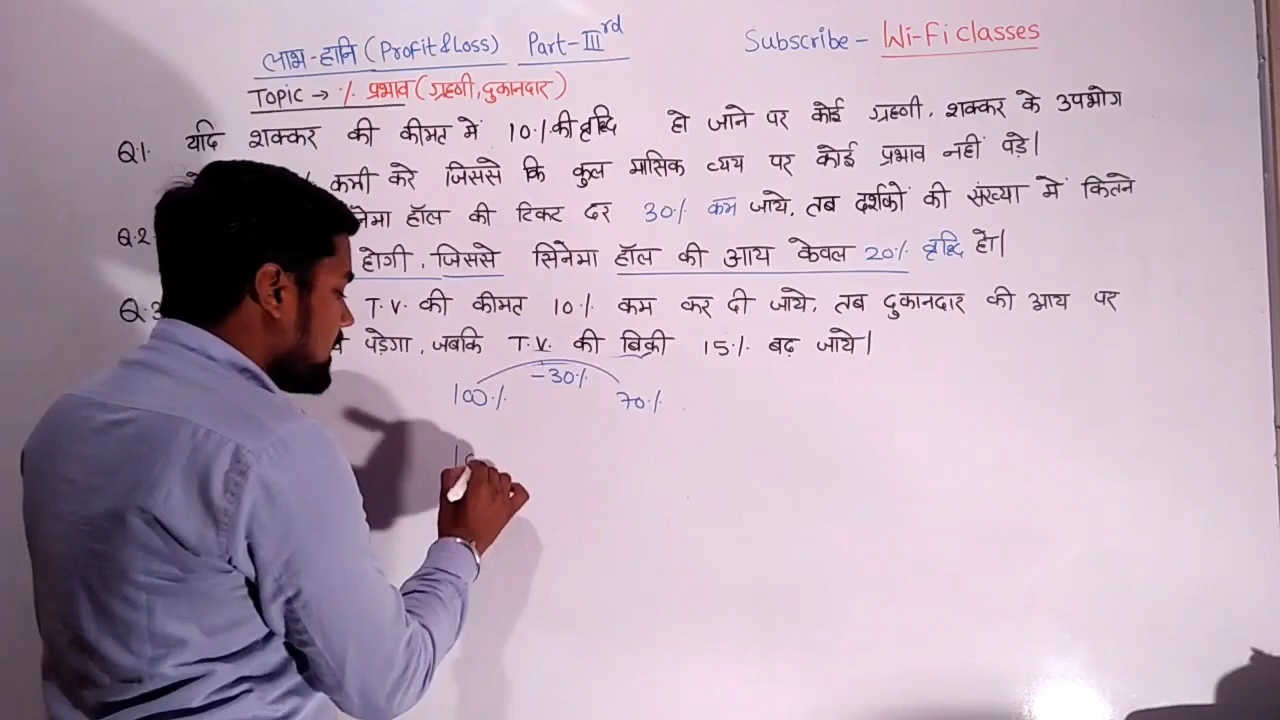 लाभ-हानि (Profit & Loss) Part-IIIrd
Subscribe - Wi-Fi classes
Topic → % प्रभाव (ग्रहणी, दुकानदार)
Q.1. यदि शक्कर की कीमत में 10% की वृद्धि हो जाने पर कोई ग्रहणी, शक्कर के उपभोग
कमी करे जिससे कि कुल मासिक व्यय पर कोई प्रभाव नहीं पड़े।
Q.2 हॉल की टिकट दर 30% कम जाये, तब दर्शकों की संख्या में कितने
होगी, जिससे सिनेमा हॉल की आय केवल 20% वृद्धि हो।
Q.3 T.V. की कीमत 10% कम कर दी जाये, तब दुकानदार की आय पर
पड़ेगा, जबकि T.V. की बिक्री 15% बढ़ जाये।
-30%
100% 70%